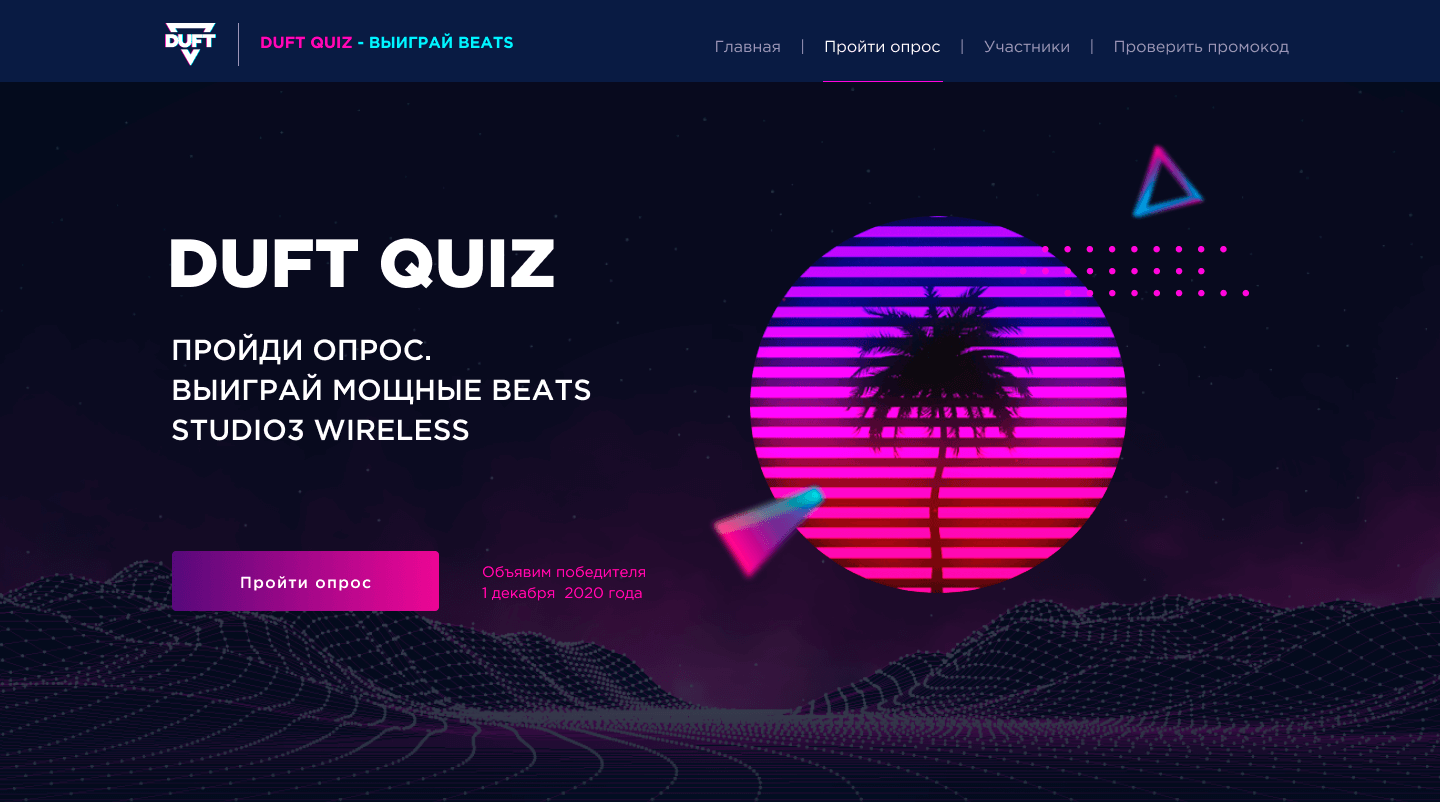 DUFT
DUFT QUIZ - ВЫИГРАЙ BEATS
Главная | Пройти опрос | Участники | Проверить промокод
DUFT QUIZ
ПРОЙДИ ОПРОС.
ВЫИГРАЙ МОЩНЫЕ BEATS
STUDIO3 WIRELESS
Пройти опрос
Объявим победителя
1 декабря 2020 года